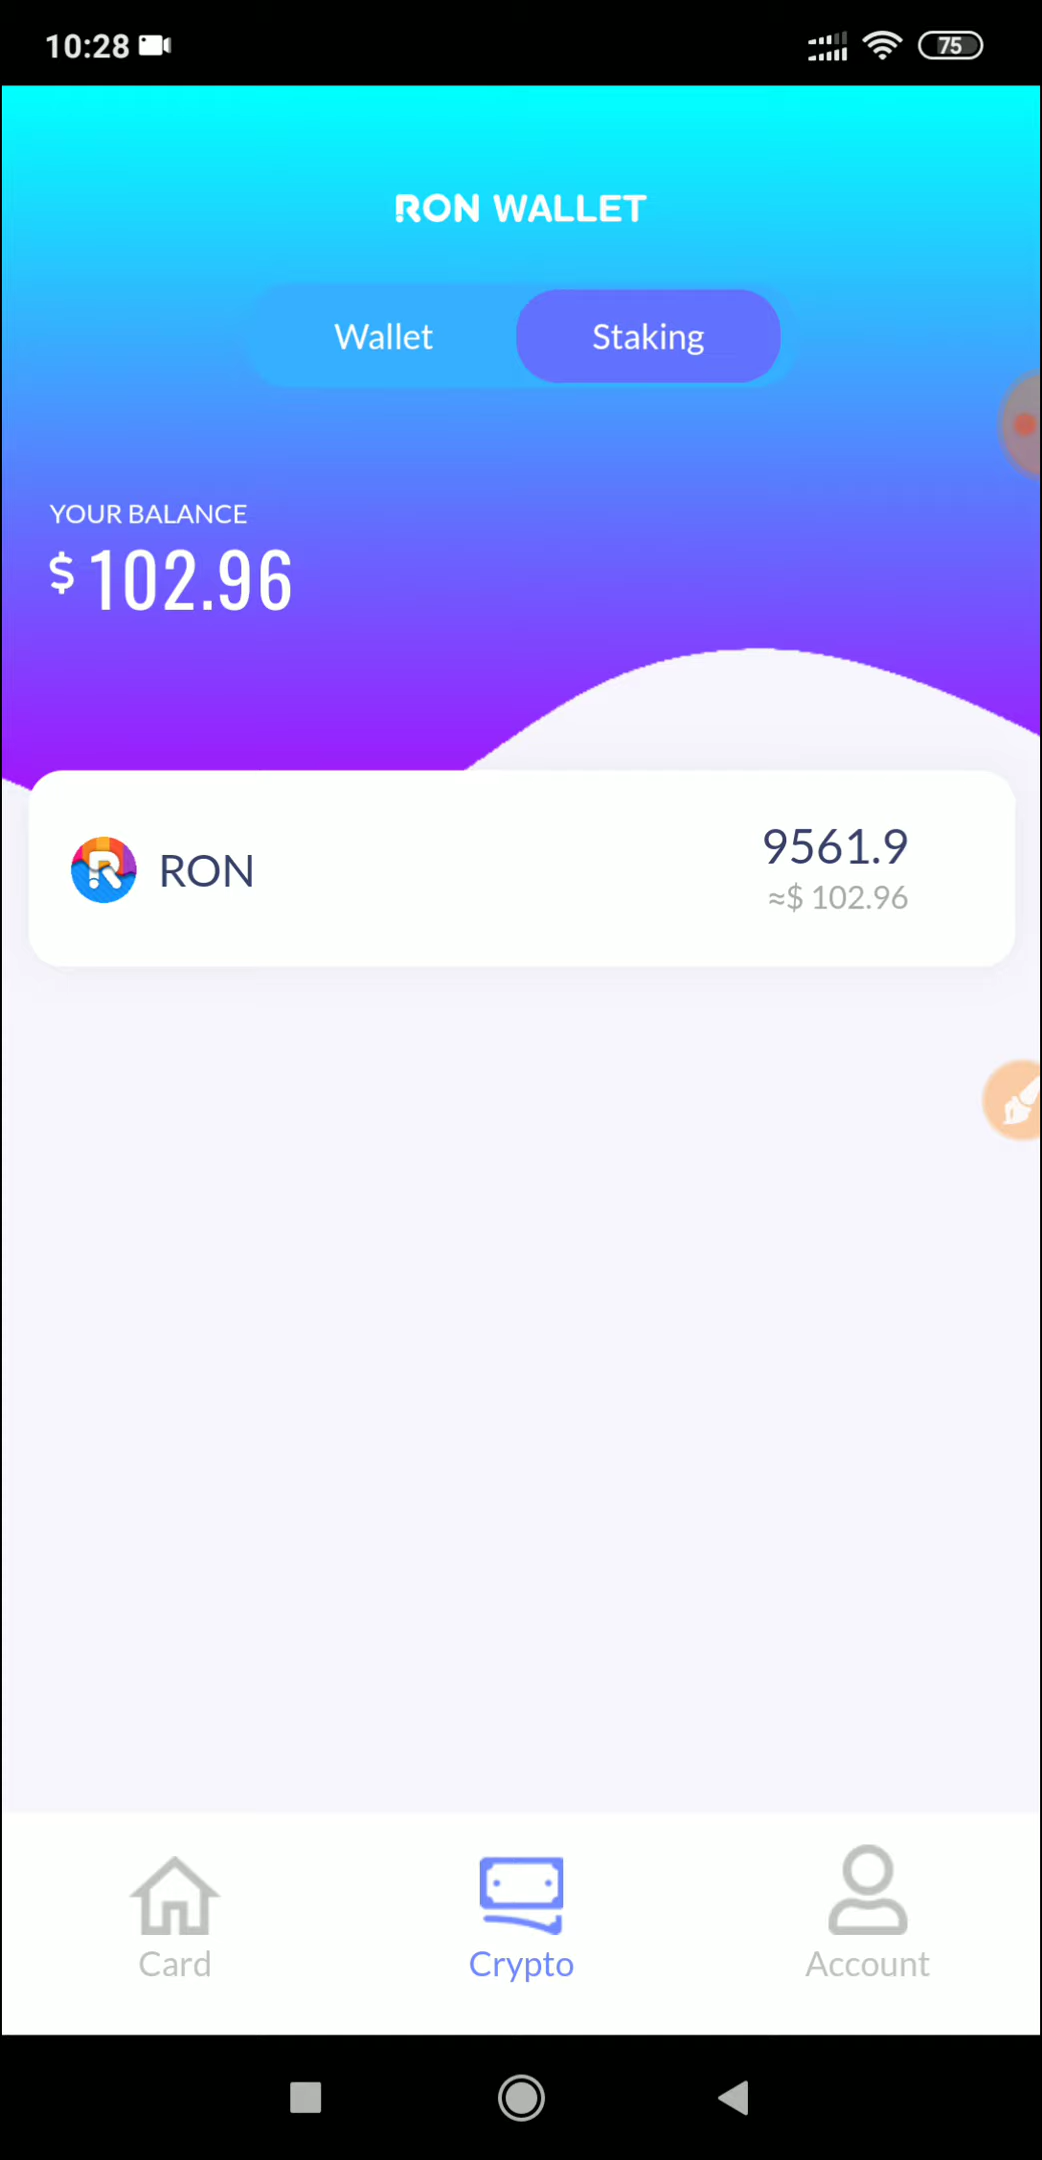 10:28
75
RON WALLET
Wallet Staking
YOUR BALANCE
$ 102.96
RON 9561.9
≈$ 102.96
Card Crypto Account